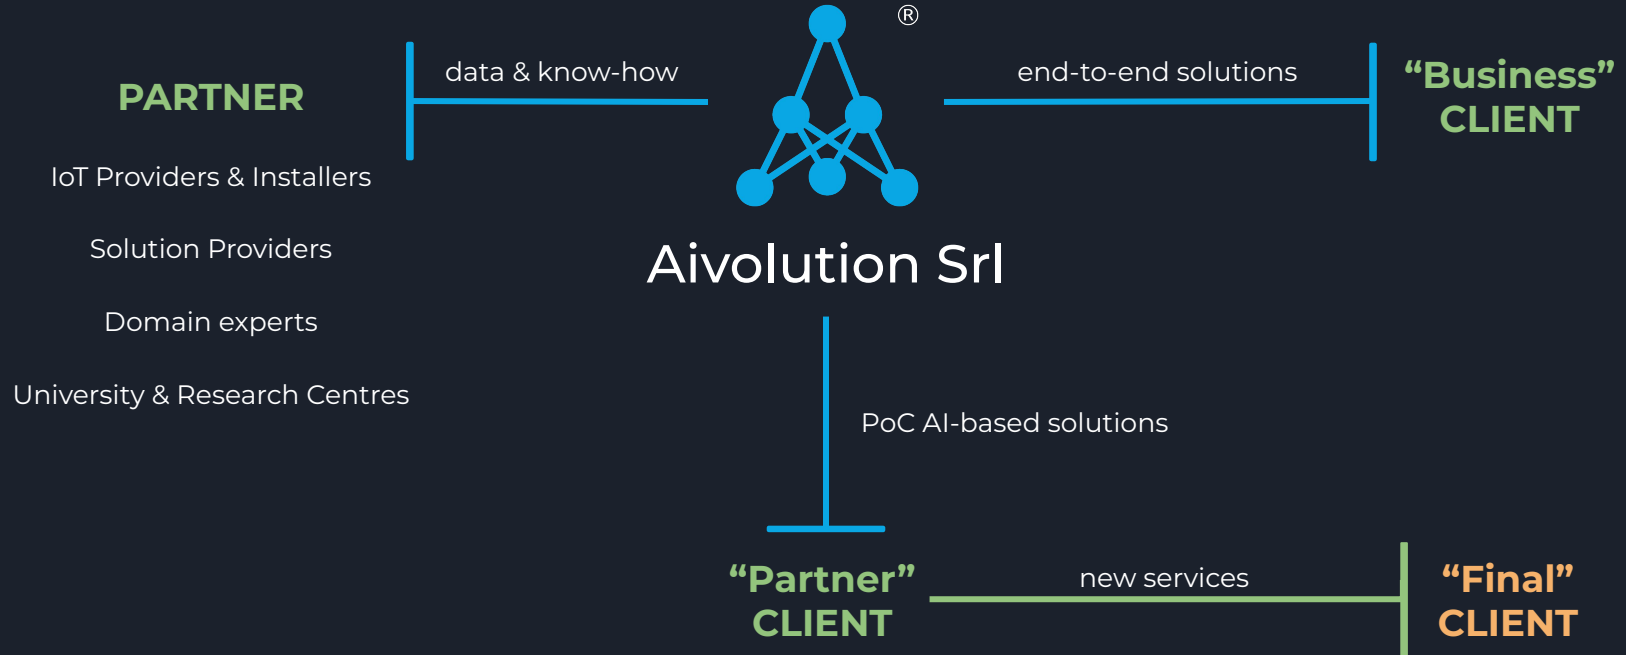 ®
PARTNER
data & know-how
end-to-end solutions
“Business”
CLIENT
IoT Providers & Installers
Solution Providers
Domain experts
University & Research Centres
Aivolution Srl
PoC AI-based solutions
“Partner”
CLIENT
new services
“Final”
CLIENT